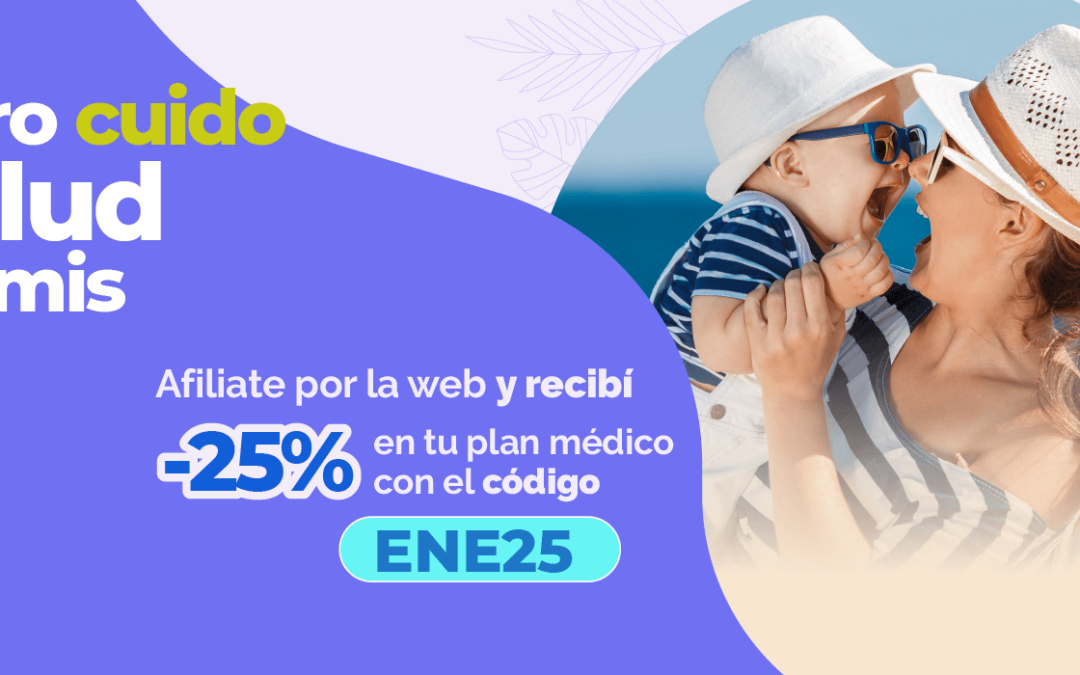 ro cuido
lud
mis
Afiliate por la web y recibí
-25% en tu plan médico
con el código
ENE25